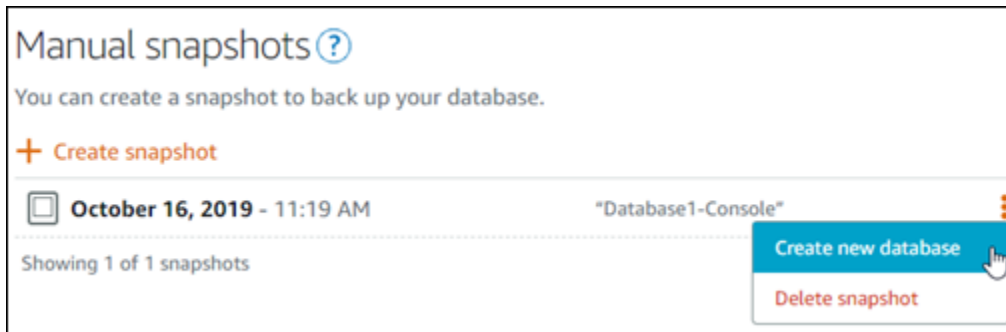 Manual snapshots ?
You can create a snapshot to back up your database.
+ Create snapshot
October 16, 2019 - 11:19 AM "Database1-Console"
Showing 1 of 1 snapshots
Create new database
Delete snapshot